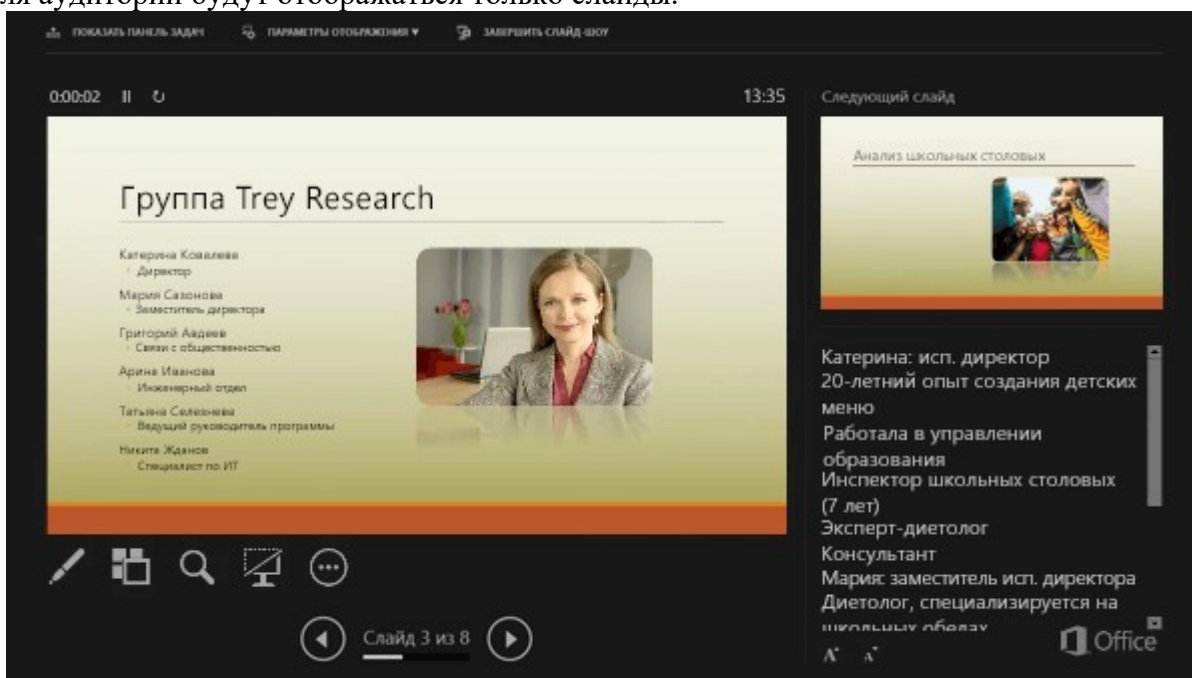 ля аудитории будут отображаться только слайды.
ПОКАЗАТЬ ПАНЕЛЬ ЗАДАЧ ПАРАМЕТРЫ ОТОБРАЖЕНИЯ ▼ ЗАВЕРШИТЬ СЛАЙД-ШОУ
0:00:02 13:35
Группа Trey Research
Катерина Ковалева
Директор
Мария Сазонова
Заместитель директора
Григорий Авдеев
Связи с общественностью
Арина Иванова
Инженерный отдел
Татьяна Селезнева
Ведущий руководитель программы
Никита Жданов
Специалист по ИТ
Слайд 3 из 8
Следующий слайд
Анализ школьных столовых
Катерина: исп. директор
20-летний опыт создания детских
меню
Работала в управлении
образования
Инспектор школьных столовых
(7 лет)
Эксперт-диетолог
Консультант
Мария: заместитель исп. директора
Диетолог, специализируется на
школьных обедах
Office
A A